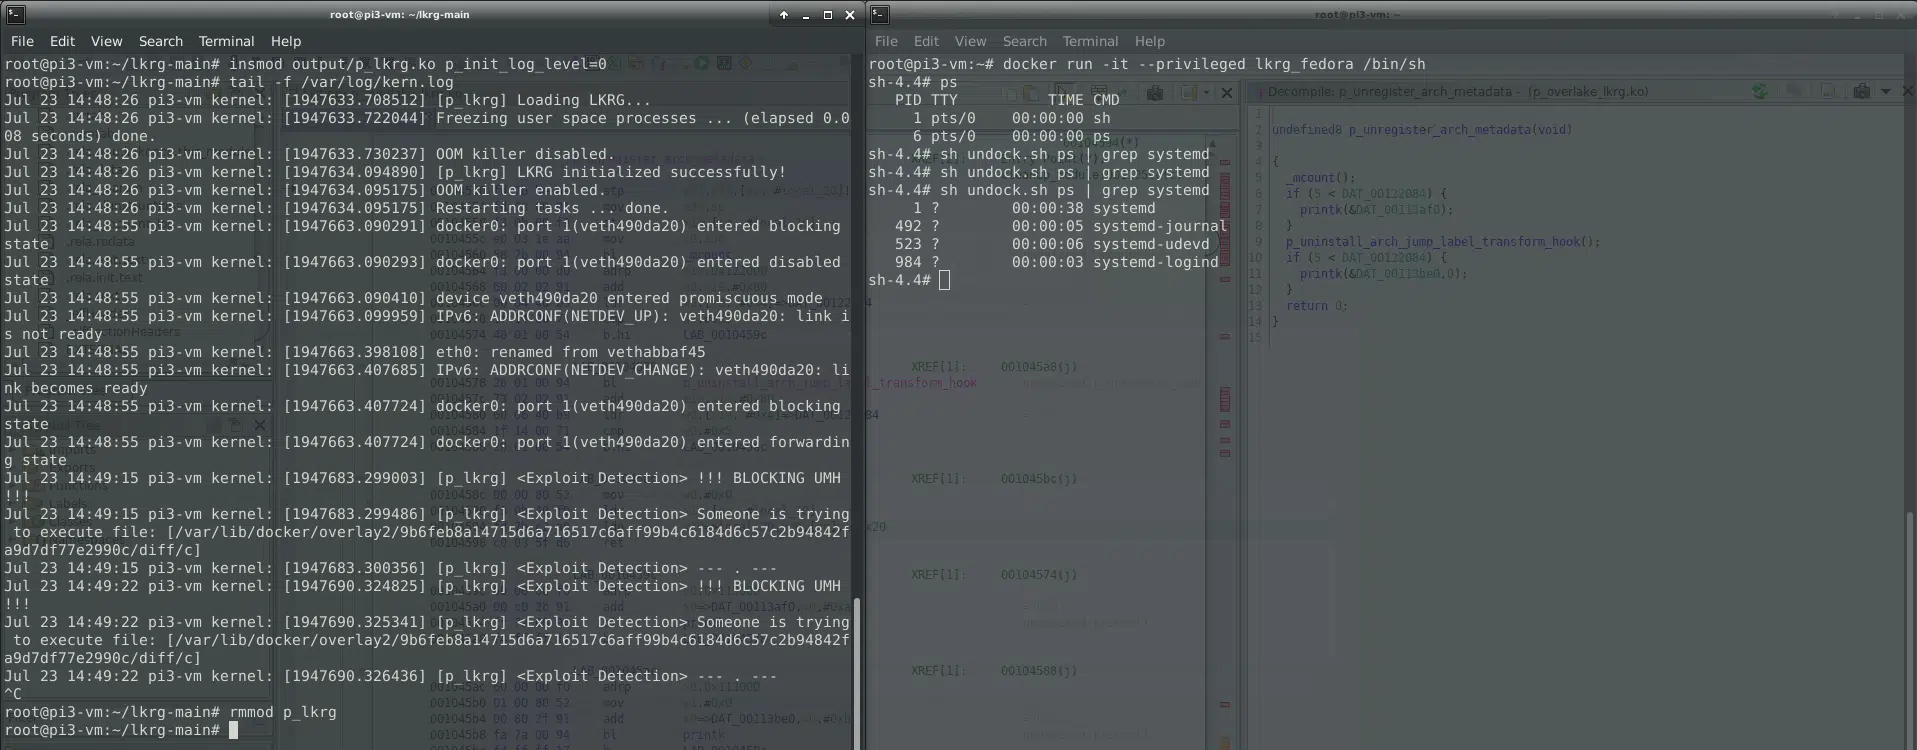 root@pi3-vm: ~/lkrg-main
File Edit View Search Terminal Help
root@pi3-vm:~/lkrg-main# insmod output/p_lkrg.ko p_init_log_level=0
root@pi3-vm:~/lkrg-main# tail -f /var/log/kern.log
Jul 23 14:48:26 pi3-vm kernel: [1947633.708512] [p_lkrg] Loading LKRG...
Jul 23 14:48:26 pi3-vm kernel: [1947633.722044] Freezing user space processes ... (elapsed 0.0
08 seconds) done.
Jul 23 14:48:26 pi3-vm kernel: [1947633.730237] OOM killer disabled.
Jul 23 14:48:26 pi3-vm kernel: [1947634.094890] [p_lkrg] LKRG initialized successfully!
Jul 23 14:48:26 pi3-vm kernel: [1947634.095175] OOM killer enabled.
Jul 23 14:48:26 pi3-vm kernel: [1947634.095175] Restarting tasks ... done.
Jul 23 14:48:55 pi3-vm kernel: [1947663.090291] docker0: port 1(veth490da20) entered blocking
state
Jul 23 14:48:55 pi3-vm kernel: [1947663.090293] docker0: port 1(veth490da20) entered disabled
state
Jul 23 14:48:55 pi3-vm kernel: [1947663.090410] device veth490da20 entered promiscuous mode
Jul 23 14:48:55 pi3-vm kernel: [1947663.099959] IPv6: ADDRCONF(NETDEV_UP): veth490da20: link i
s not ready
Jul 23 14:48:55 pi3-vm kernel: [1947663.398108] eth0: renamed from vethabbaf45
Jul 23 14:48:55 pi3-vm kernel: [1947663.407685] IPv6: ADDRCONF(NETDEV_CHANGE): veth490da20: li
nk becomes ready
Jul 23 14:48:55 pi3-vm kernel: [1947663.407724] docker0: port 1(veth490da20) entered blocking
state
Jul 23 14:48:55 pi3-vm kernel: [1947663.407724] docker0: port 1(veth490da20) entered forwardin
g state
Jul 23 14:49:15 pi3-vm kernel: [1947683.299003] [p_lkrg] <Exploit Detection> !!! BLOCKING UMH
!!!
Jul 23 14:49:15 pi3-vm kernel: [1947683.299486] [p_lkrg] <Exploit Detection> Someone is trying
to execute file: [/var/lib/docker/overlay2/9b6feb8a14715d6a716517c6aff99b4c6184d6c57c2b94842f
a9d7df77e2990c/diff/c]
Jul 23 14:49:15 pi3-vm kernel: [1947683.300356] [p_lkrg] <Exploit Detection> --- . ---
Jul 23 14:49:22 pi3-vm kernel: [1947690.324825] [p_lkrg] <Exploit Detection> !!! BLOCKING UMH
!!!
Jul 23 14:49:22 pi3-vm kernel: [1947690.325341] [p_lkrg] <Exploit Detection> Someone is trying
to execute file: [/var/lib/docker/overlay2/9b6feb8a14715d6a716517c6aff99b4c6184d6c57c2b94842f
a9d7df77e2990c/diff/c]
Jul 23 14:49:22 pi3-vm kernel: [1947690.326436] [p_lkrg] <Exploit Detection> --- . ---
^C
root@pi3-vm:~/lkrg-main# rmmod p_lkrg
root@pi3-vm:~/lkrg-main#
root@pi3-vm: ~
File Edit View Search Terminal Help
root@pi3-vm:~# docker run -it --privileged lkrg_fedora /bin/sh
sh-4.4# ps
PID TTY TIME CMD
1 pts/0 00:00:00 sh
6 pts/0 00:00:00 ps
sh-4.4# sh undock.sh ps | grep systemd
sh-4.4# sh undock.sh ps | grep systemd
sh-4.4# sh undock.sh ps | grep systemd
1 ? 00:00:38 systemd
492 ? 00:00:05 systemd-journal
523 ? 00:00:06 systemd-udevd
984 ? 00:00:03 systemd-logind
sh-4.4#
XREF[1]: 001045a8(j)
XREF[1]: 001045bc(j)
XREF[1]: 00104574(j)
XREF[1]: 00104588(j)
Decompile: p_unregister_arch_metadata - (p_overlake_lkrg.ko)
1
2 undefined8 p_unregister_arch_metadata(void)
3
4 {
5 _mcount();
6 if (5 < DAT_00122084) {
7 printk(&DAT_00113af0);
8 }
9 p_uninstall_arch_jump_label_transform_hook();
10 if (5 < DAT_00122084) {
11 printk(&DAT_00113be0,0);
12 }
13 return 0;
14 }
15